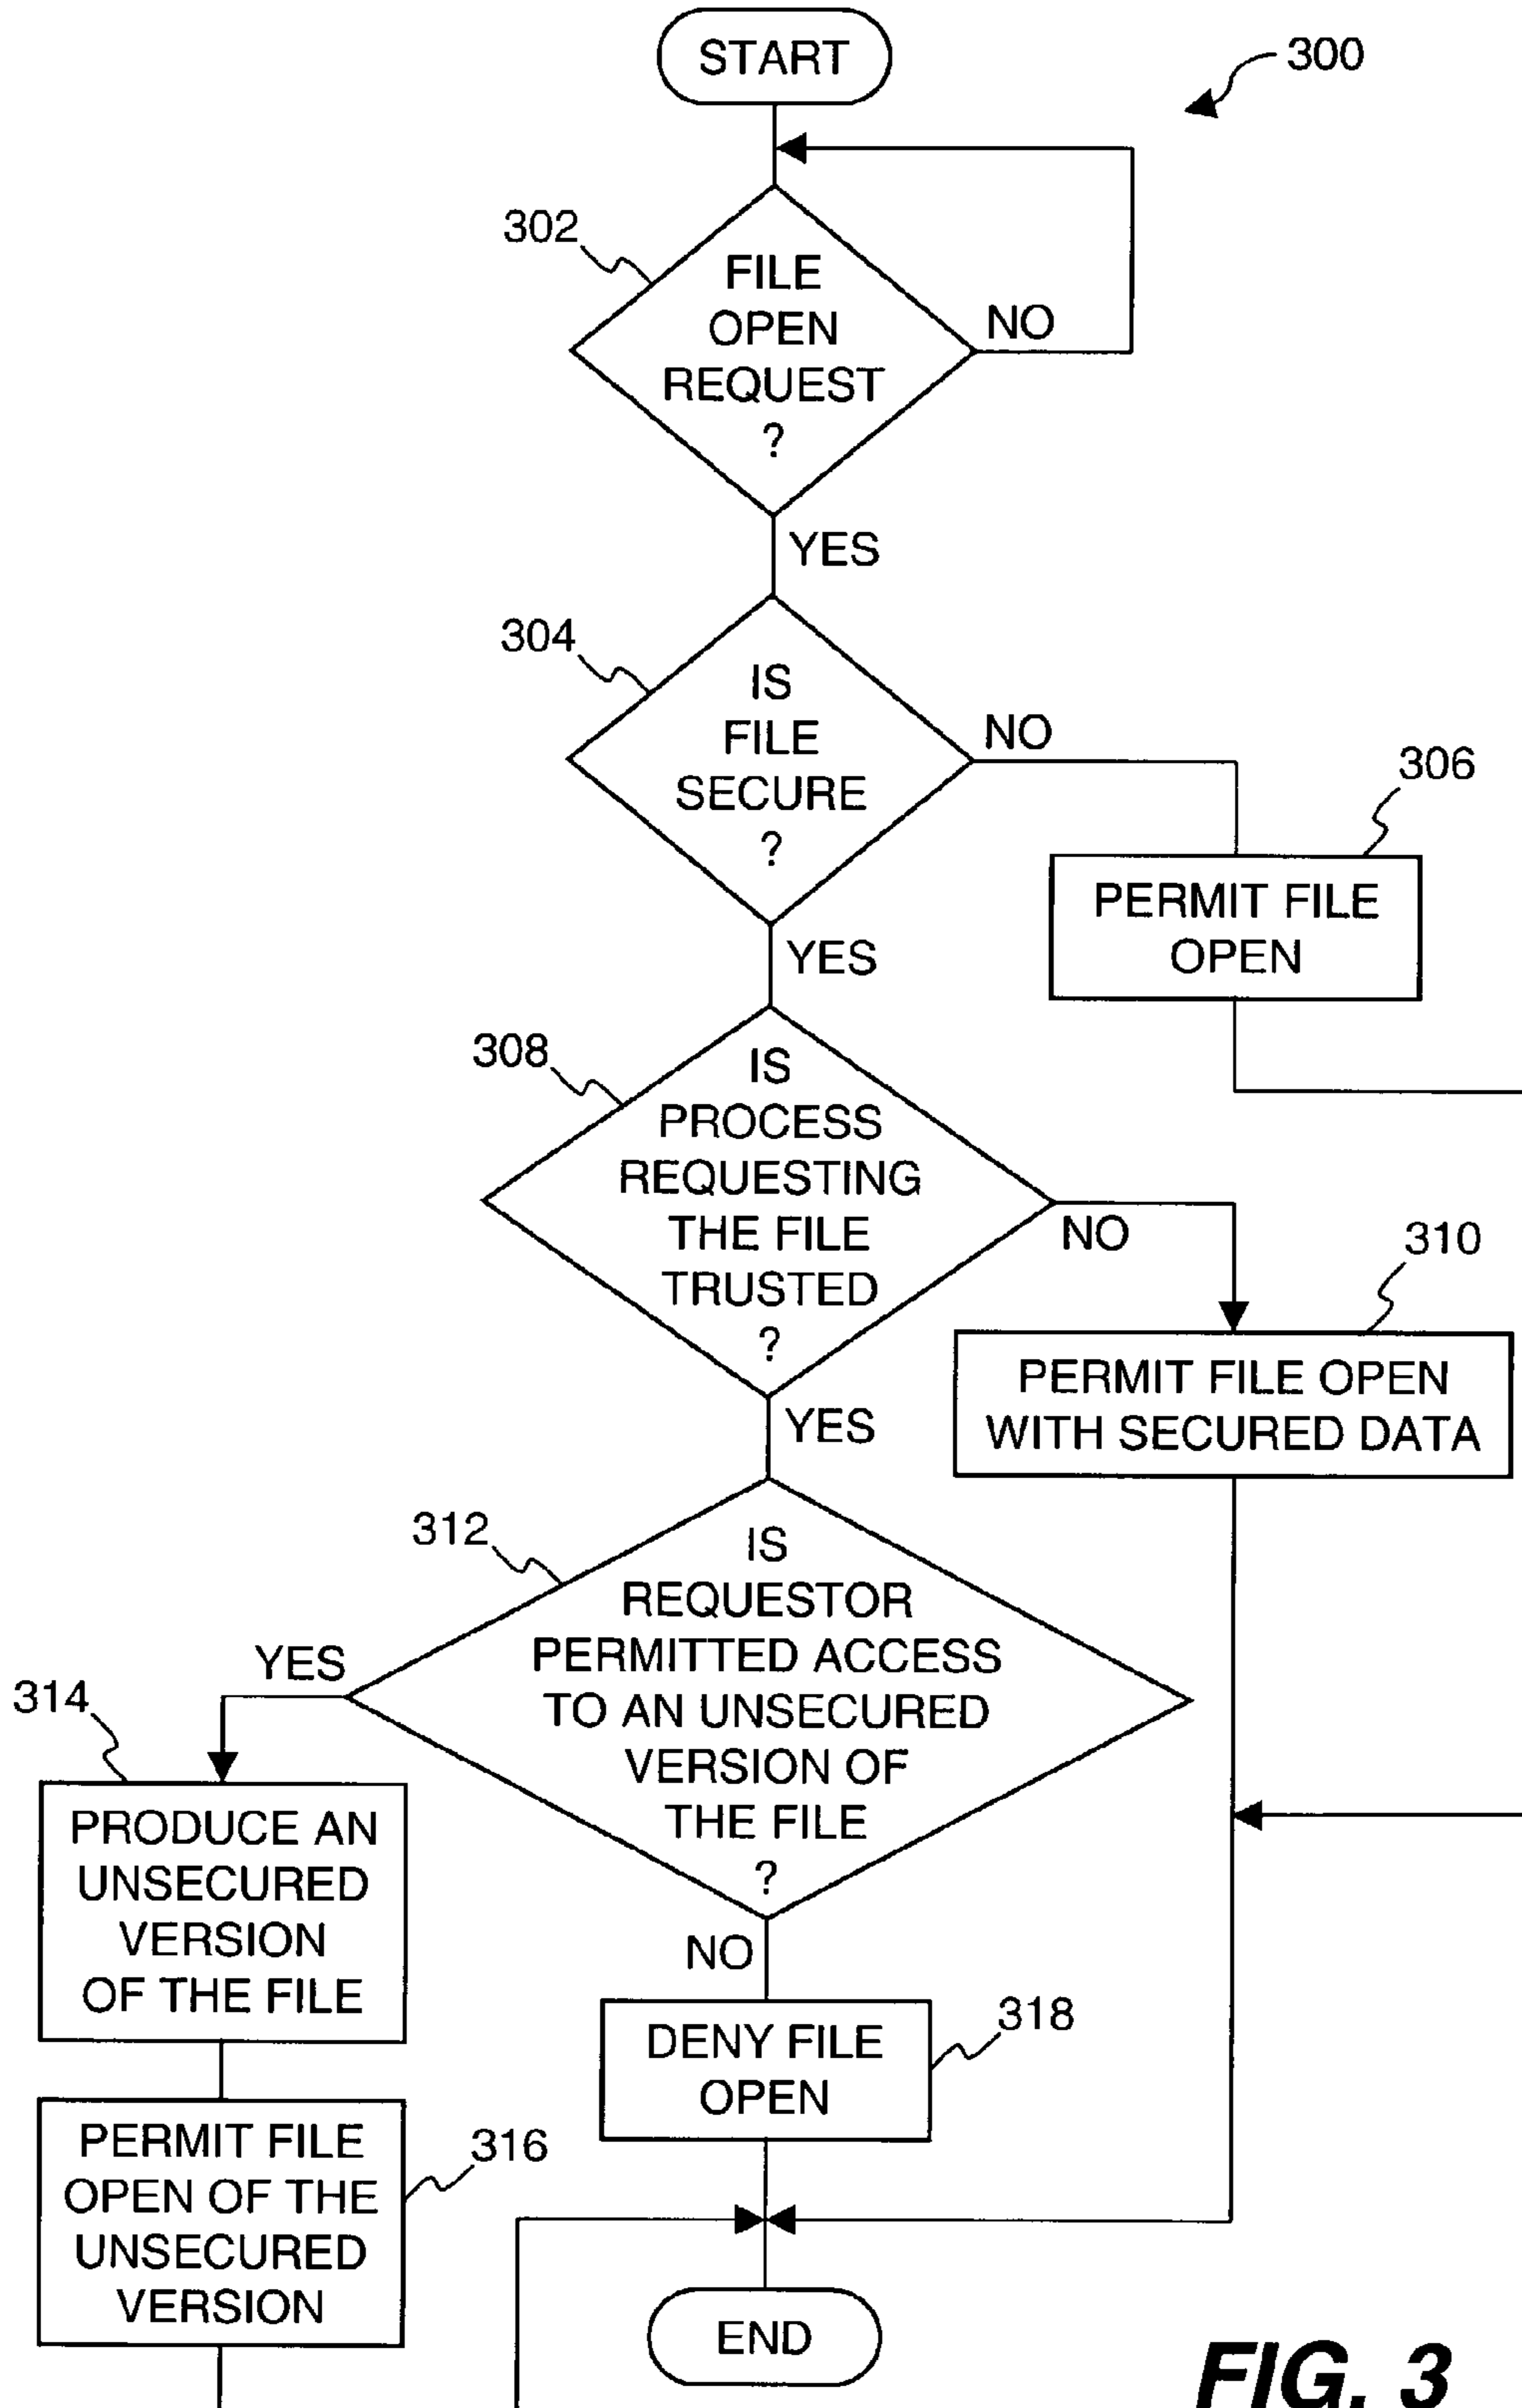 START
300
302
FILE
OPEN
REQUEST
?
NO
YES
304
IS
FILE
SECURE
?
NO
306
PERMIT FILE
OPEN
YES
308
IS
PROCESS
REQUESTING
THE FILE
TRUSTED
?
NO
310
PERMIT FILE OPEN
WITH SECURED DATA
YES
312
IS
REQUESTOR
PERMITTED ACCESS
TO AN UNSECURED
VERSION OF
THE FILE
?
YES
314
PRODUCE AN
UNSECURED
VERSION
OF THE FILE
NO
318
DENY FILE
OPEN
316
PERMIT FILE
OPEN OF THE
UNSECURED
VERSION
END
FIG. 3